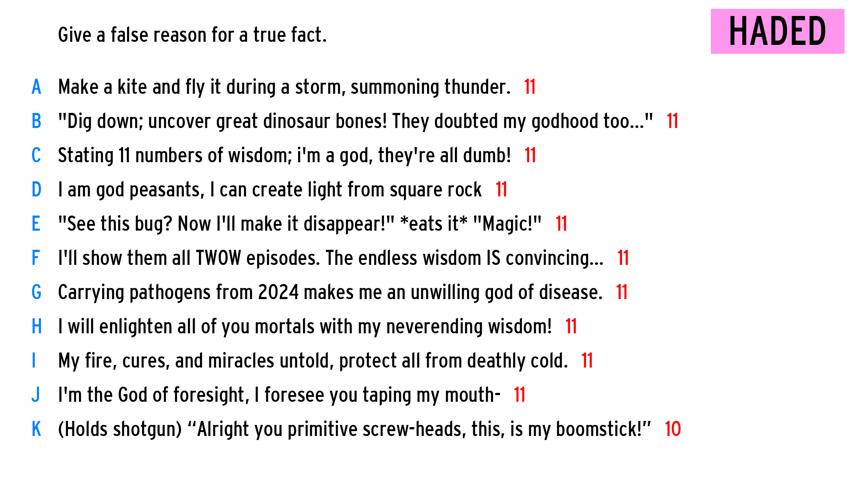 Give a false reason for a true fact.
HADED
A Make a kite and fly it during a storm, summoning thunder. 11
B "Dig down; uncover great dinosaur bones! They doubted my godhood too..." 11
C Stating 11 numbers of wisdom; i'm a god, they're all dumb! 11
D I am god peasants, I can create light from square rock 11
E "See this bug? Now I'll make it disappear!" *eats it* "Magic!" 11
F I'll show them all TWOW episodes. The endless wisdom IS convincing... 11
G Carrying pathogens from 2024 makes me an unwilling god of disease. 11
H I will enlighten all of you mortals with my neverending wisdom! 11
I My fire, cures, and miracles untold, protect all from deathly cold. 11
J I'm the God of foresight, I foresee you taping my mouth- 11
K (Holds shotgun) “Alright you primitive screw-heads, this, is my boomstick!” 10